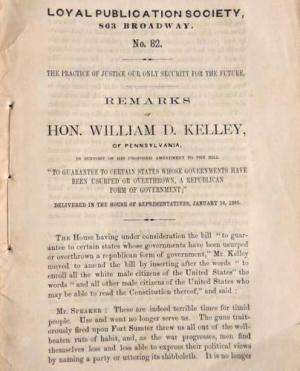 LOYAL PUBLICATION SOCIETY,
863 BROADWAY.
No. 82.
THE PRACTICE OF JUSTICE OUR ONLY SECURITY FOR THE FUTURE.
REMARKS
OF
HON. WILLIAM D. KELLEY,
OF PENNSYLVANIA,
IN SUPPORT OF HIS PROPOSED AMENDMENT TO THE BILL
"TO GUARANTEE TO CERTAIN STATES WHOSE GOVERNMENTS HAVE
BEEN USURPED OR OVERTHROWN, A REPUBLICAN
FORM OF GOVERNMENT;"
DELIVERED IN THE HOUSE OF REPRESENTATIVES, JANUARY 16, 1865.
THE House having under consideration the bill "to guar-
antee to certain states whose governments have been usurped
or overthrown a republican form of government," Mr. Kelley
moved to amend the bill by inserting after the words "to
enroll all the white male citizens of the United States" the
words "and all other male citizens of the United States who
may be able to read the Constitution thereof," and said:
MR. SPEAKER: These are indeed terrible times for timid
people. Use and wont no longer serve us. The guns trait-
orously fired upon Fort Sumter threw us all out of the well-
beaten ruts of habit, and, as the war progresses, men find
themselves less and less able to express their political views
by naming a party or uttering its shibboleth. It is no longer